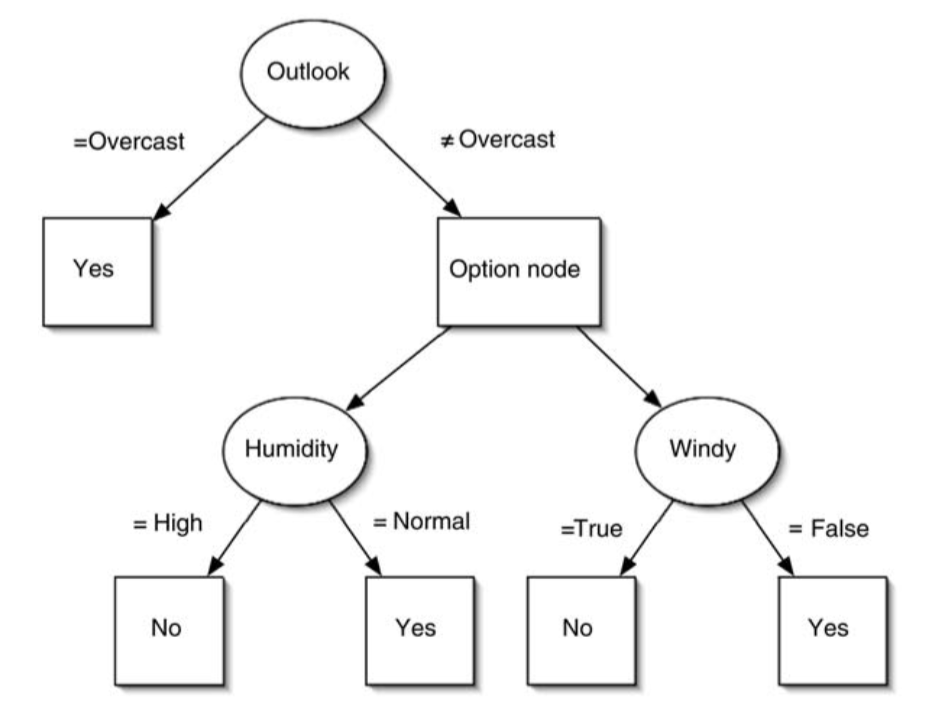 Outlook
=Overcast
≠ Overcast
Yes
Option node
Humidity
Windy
= High
= Normal
=True
= False
No
Yes
No
Yes